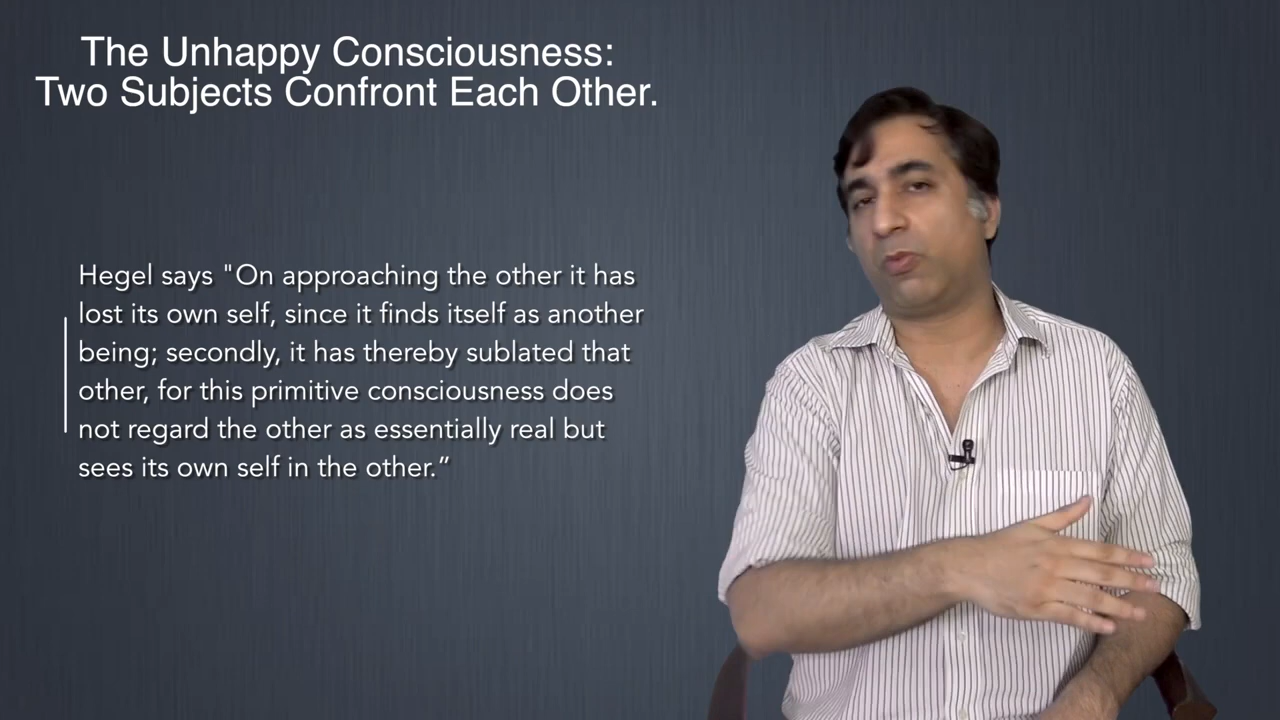 The Unhappy Consciousness:
Two Subjects Confront Each Other.
Hegel says "On approaching the other it has
lost its own self, since it finds itself as another
being; secondly, it has thereby sublated that
other, for this primitive consciousness does
not regard the other as essentially real but
sees its own self in the other.”